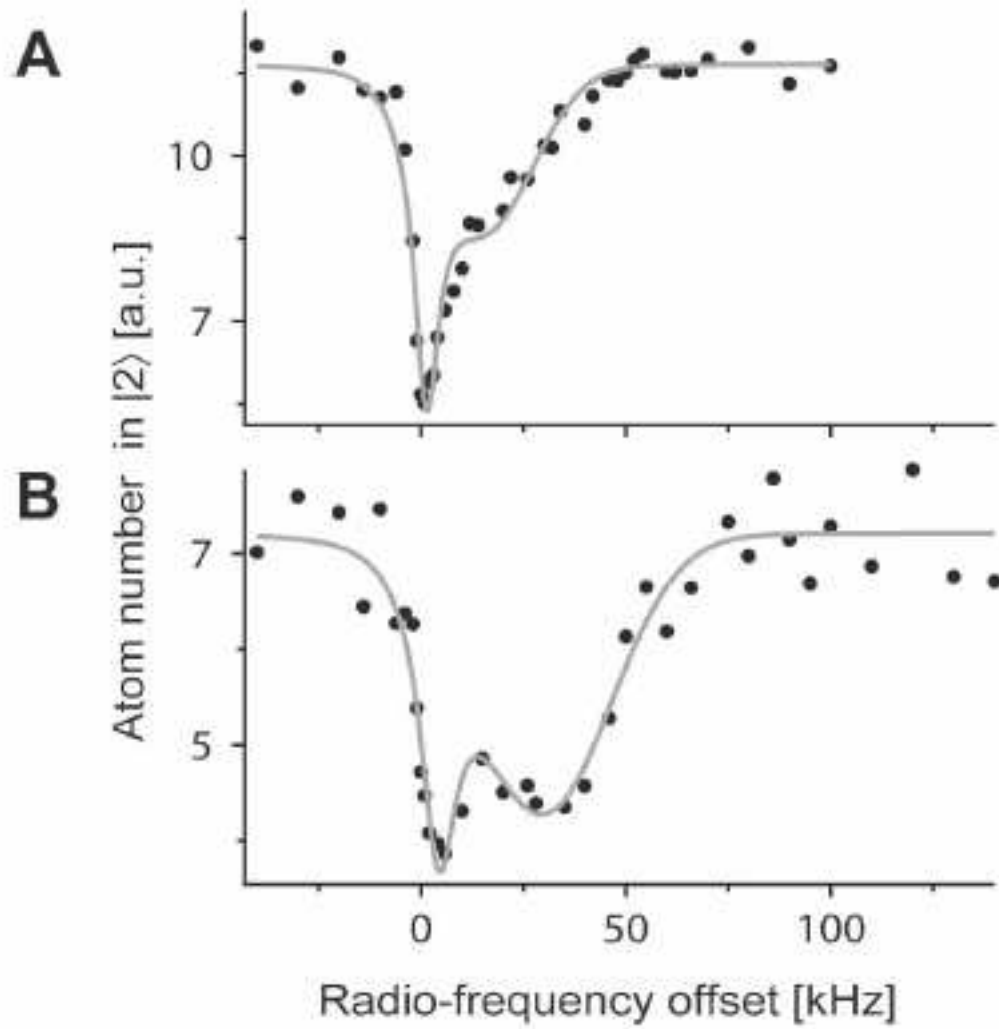 A
10
7
B
7
5
Atom number in |2⟩ [a.u.]
0 50 100
Radio-frequency offset [kHz]